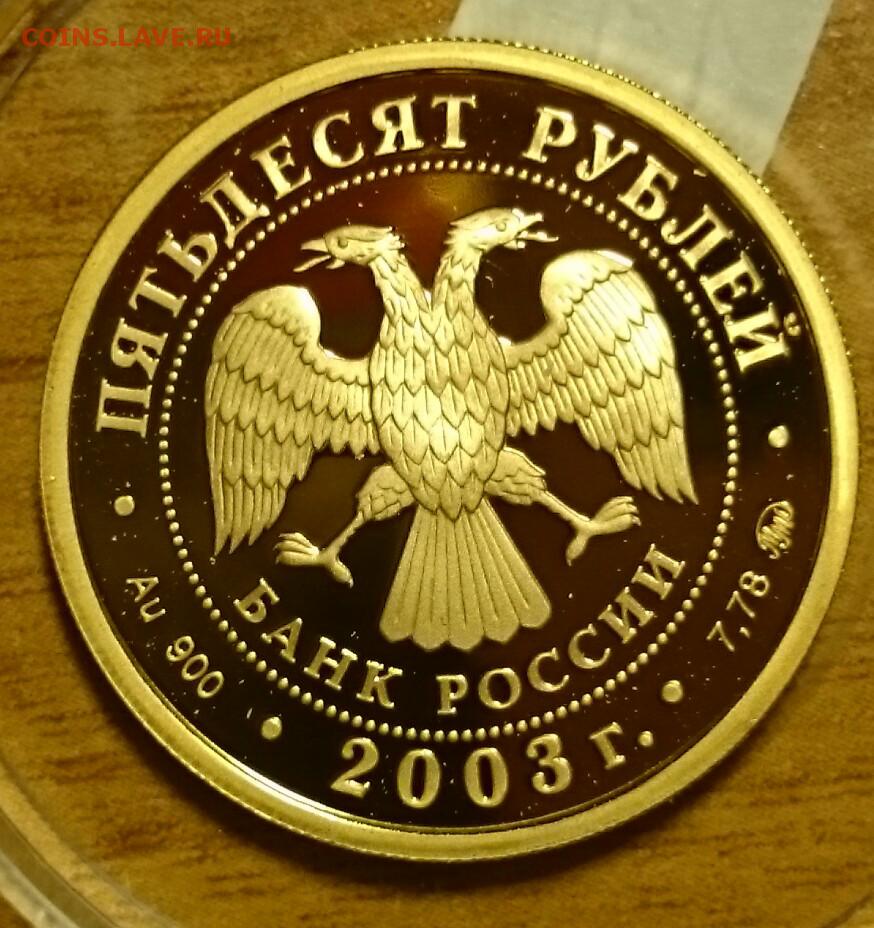 COINS.LAVE.RU
ПЯТЬДЕСЯТ РУБЛЕЙ
БАНК РОССИИ
Au 900
2003 г.
7,78